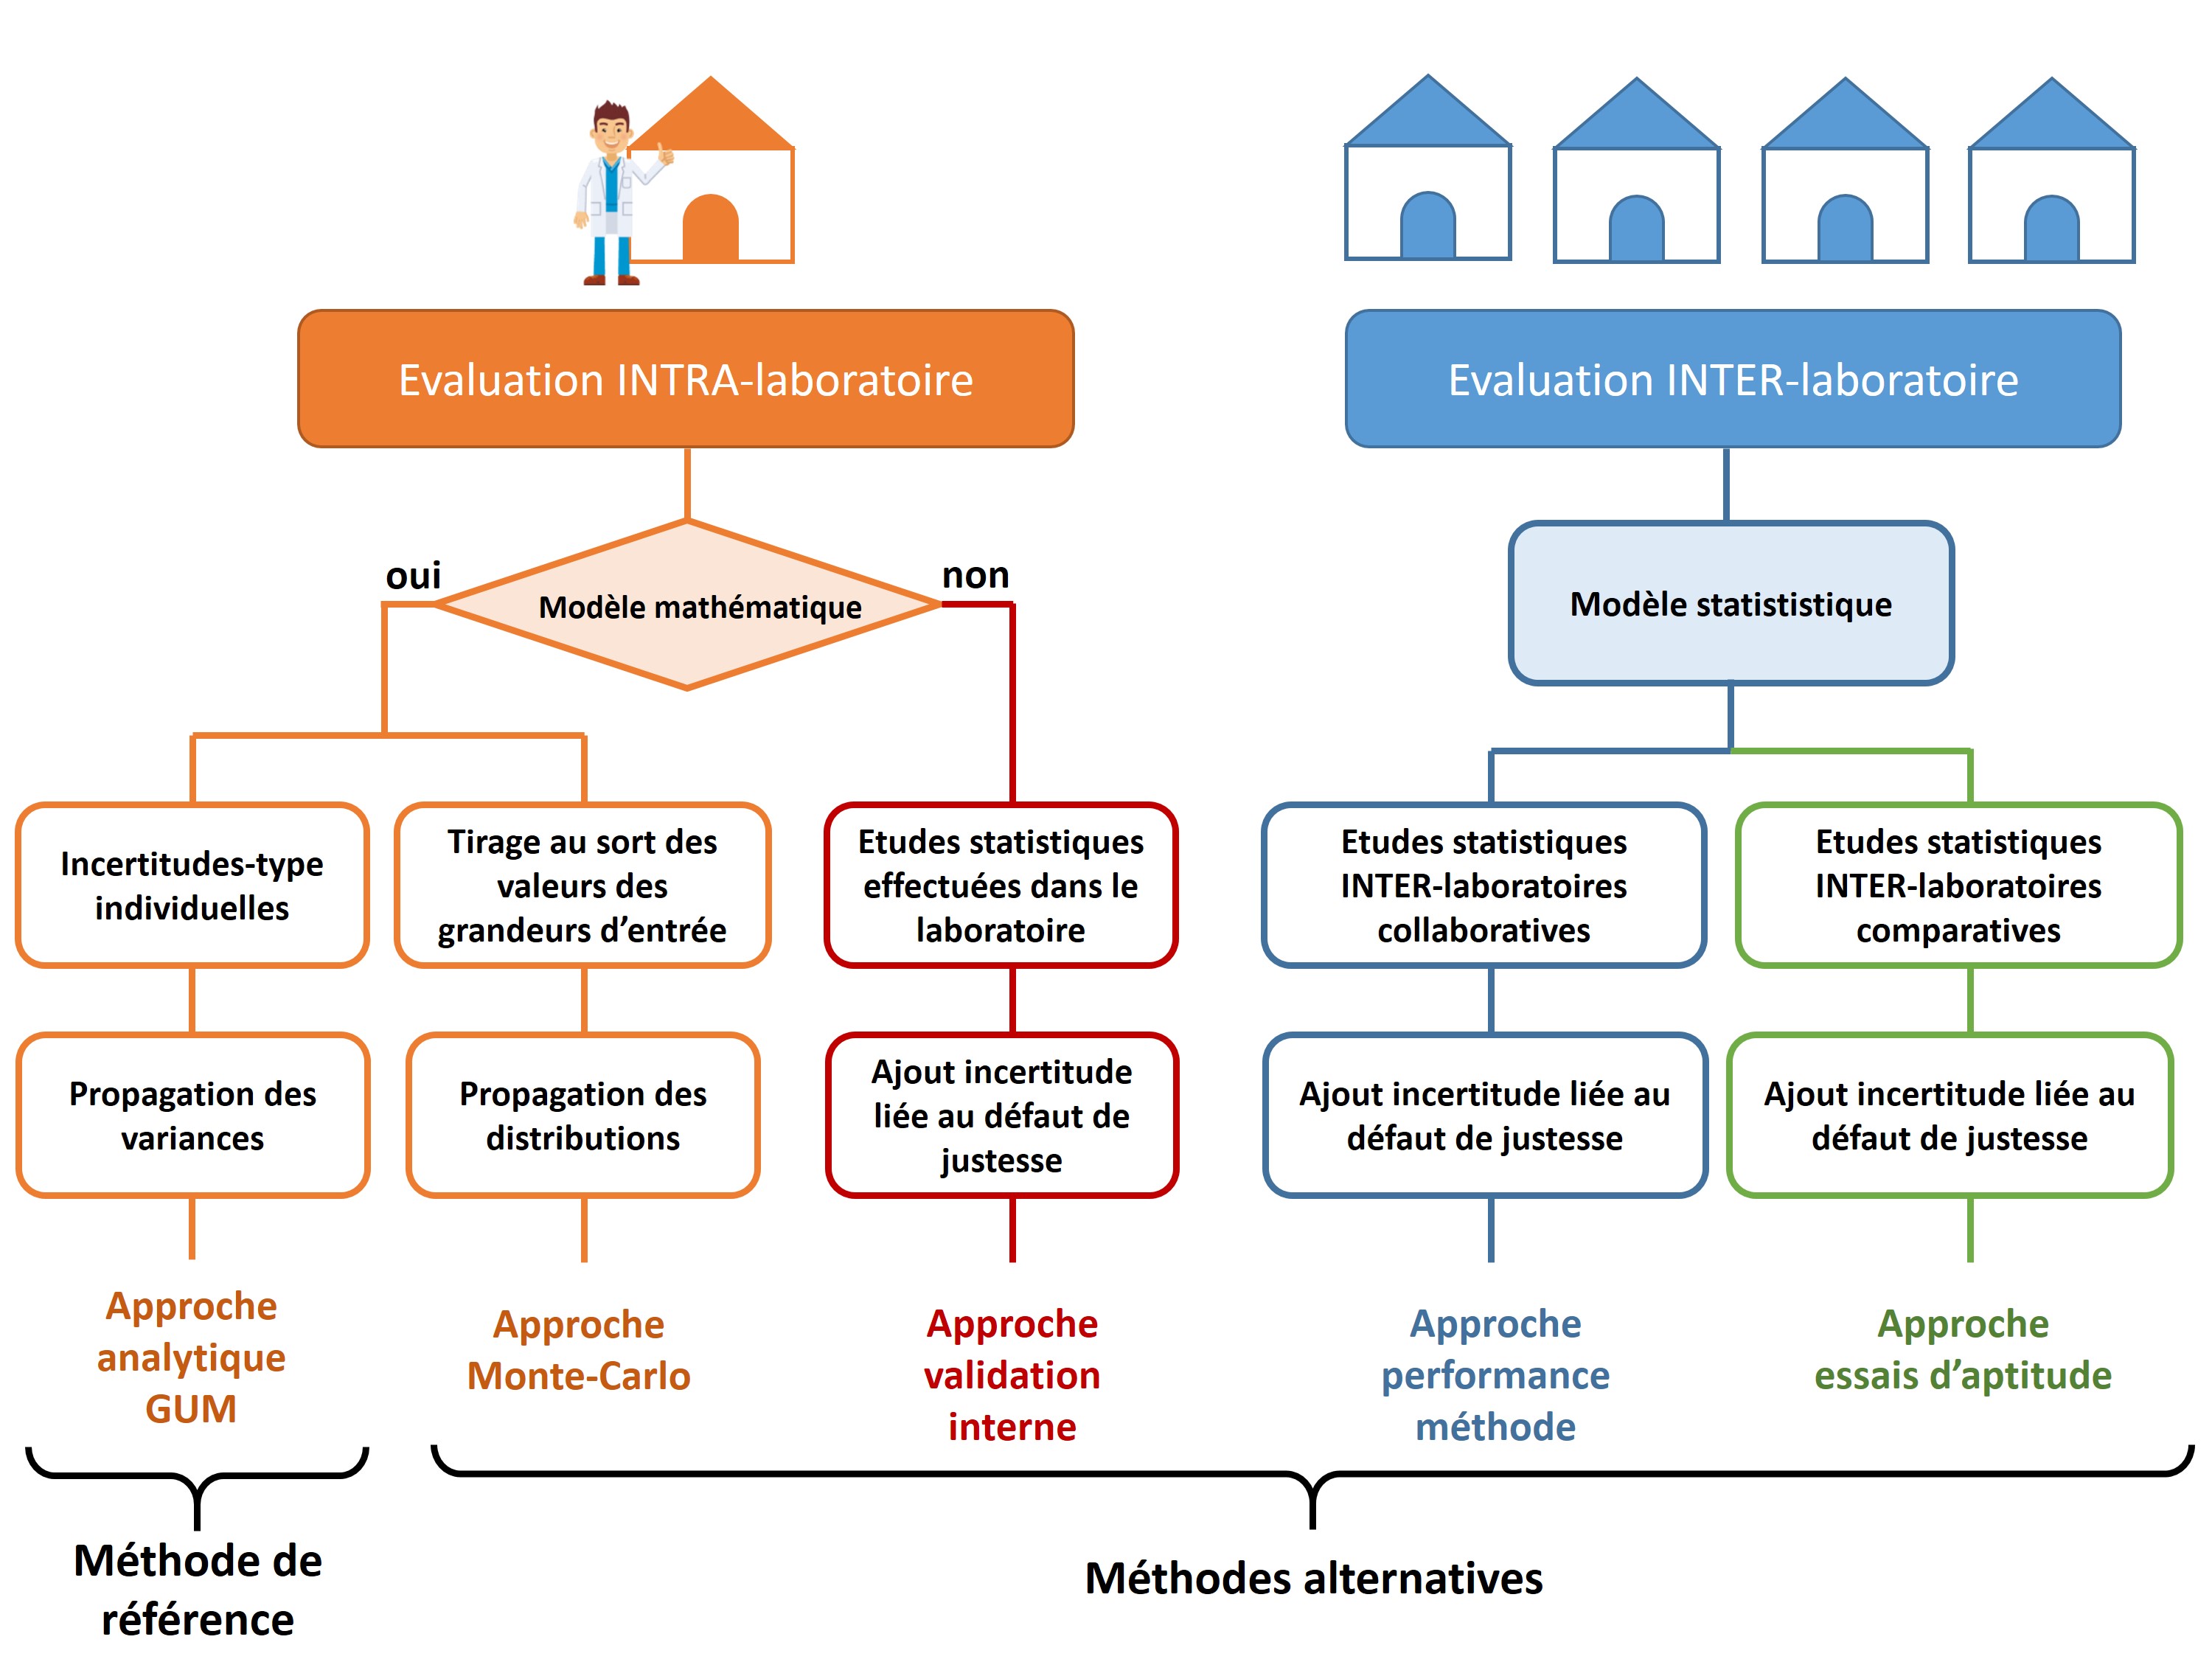 Evaluation INTRA-laboratoire
Evaluation INTER-laboratoire
oui
non
Modèle mathématique
Modèle statististique
Incertitudes-type
individuelles
Tirage au sort des
valeurs des
grandeurs d’entrée
Etudes statistiques
effectuées dans le
laboratoire
Etudes statistiques
INTER-laboratoires
collaboratives
Etudes statistiques
INTER-laboratoires
comparatives
Propagation des
variances
Propagation des
distributions
Ajout incertitude
liée au défaut de
justesse
Ajout incertitude liée au
défaut de justesse
Ajout incertitude liée au
défaut de justesse
Approche
analytique
GUM
Approche
Monte-Carlo
Approche
validation
interne
Approche
performance
méthode
Approche
essais d’aptitude
Méthode de
référence
Méthodes alternatives